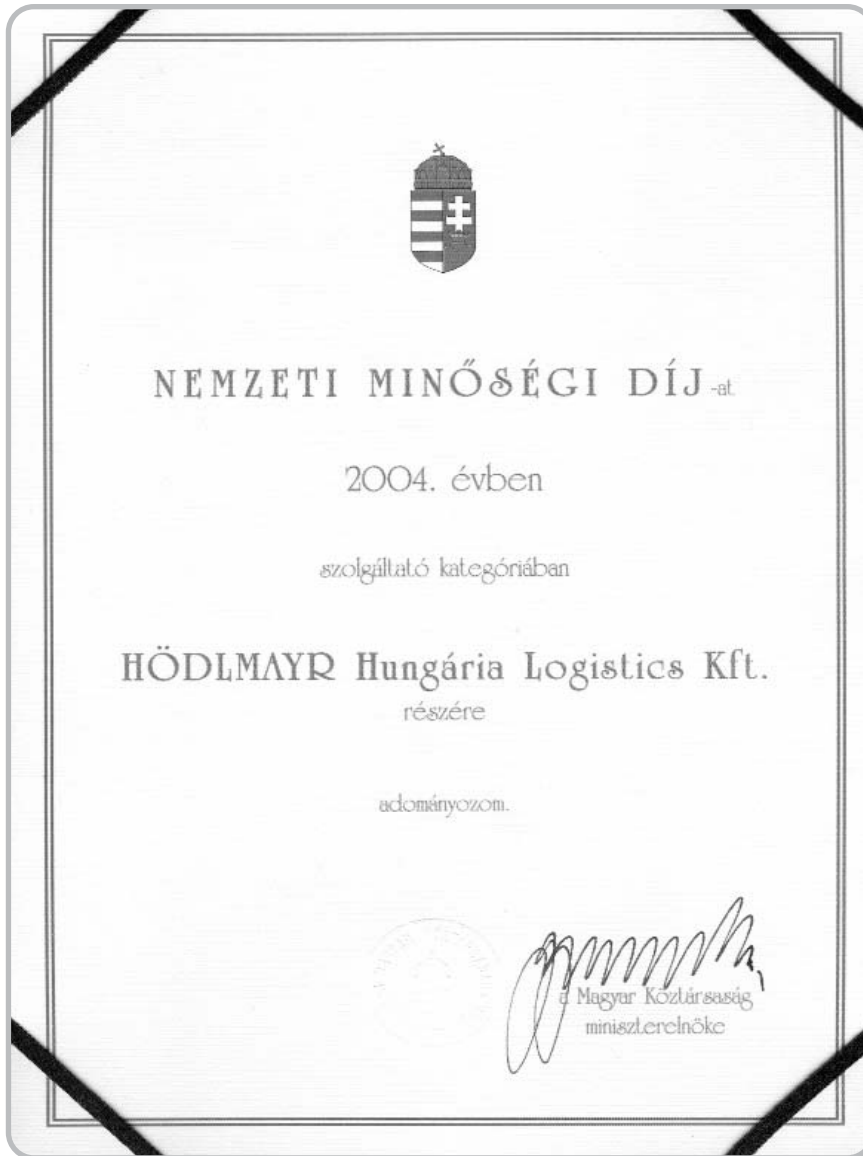 NEMZETI MINŐSÉGI DÍJ -at
2004. évben
szolgáltató kategóriában
HÖDLMAYR Hungária Logistics Kft.
részére
adományozom.
a Magyar Köztársaság
miniszterelnöke